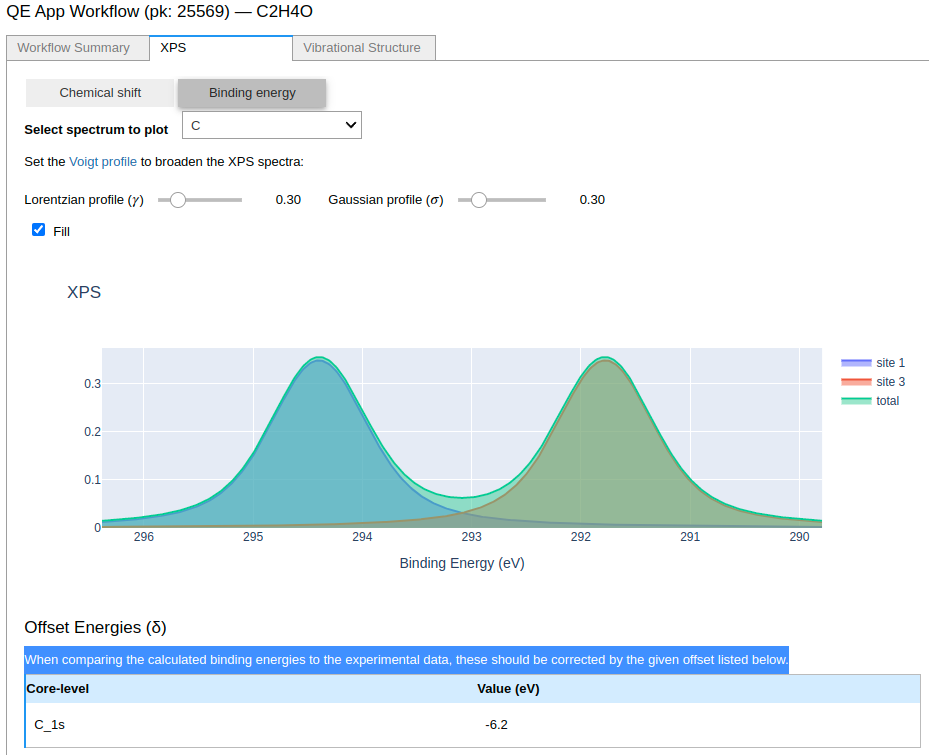 QE App Workflow (pk: 25569) — C2H4O
Workflow Summary XPS Vibrational Structure
Chemical shift Binding energy
Select spectrum to plot C
Set the Voigt profile to broaden the XPS spectra:
Lorentzian profile (γ) 0.30 Gaussian profile (σ) 0.30
Fill
XPS
site 1
site 3
total
0.3
0.2
0.1
0
296 295 294 293 292 291 290
Binding Energy (eV)
Offset Energies (δ)
When comparing the calculated binding energies to the experimental data, these should be corrected by the given offset listed below.
Core-level Value (eV)
C_1s -6.2